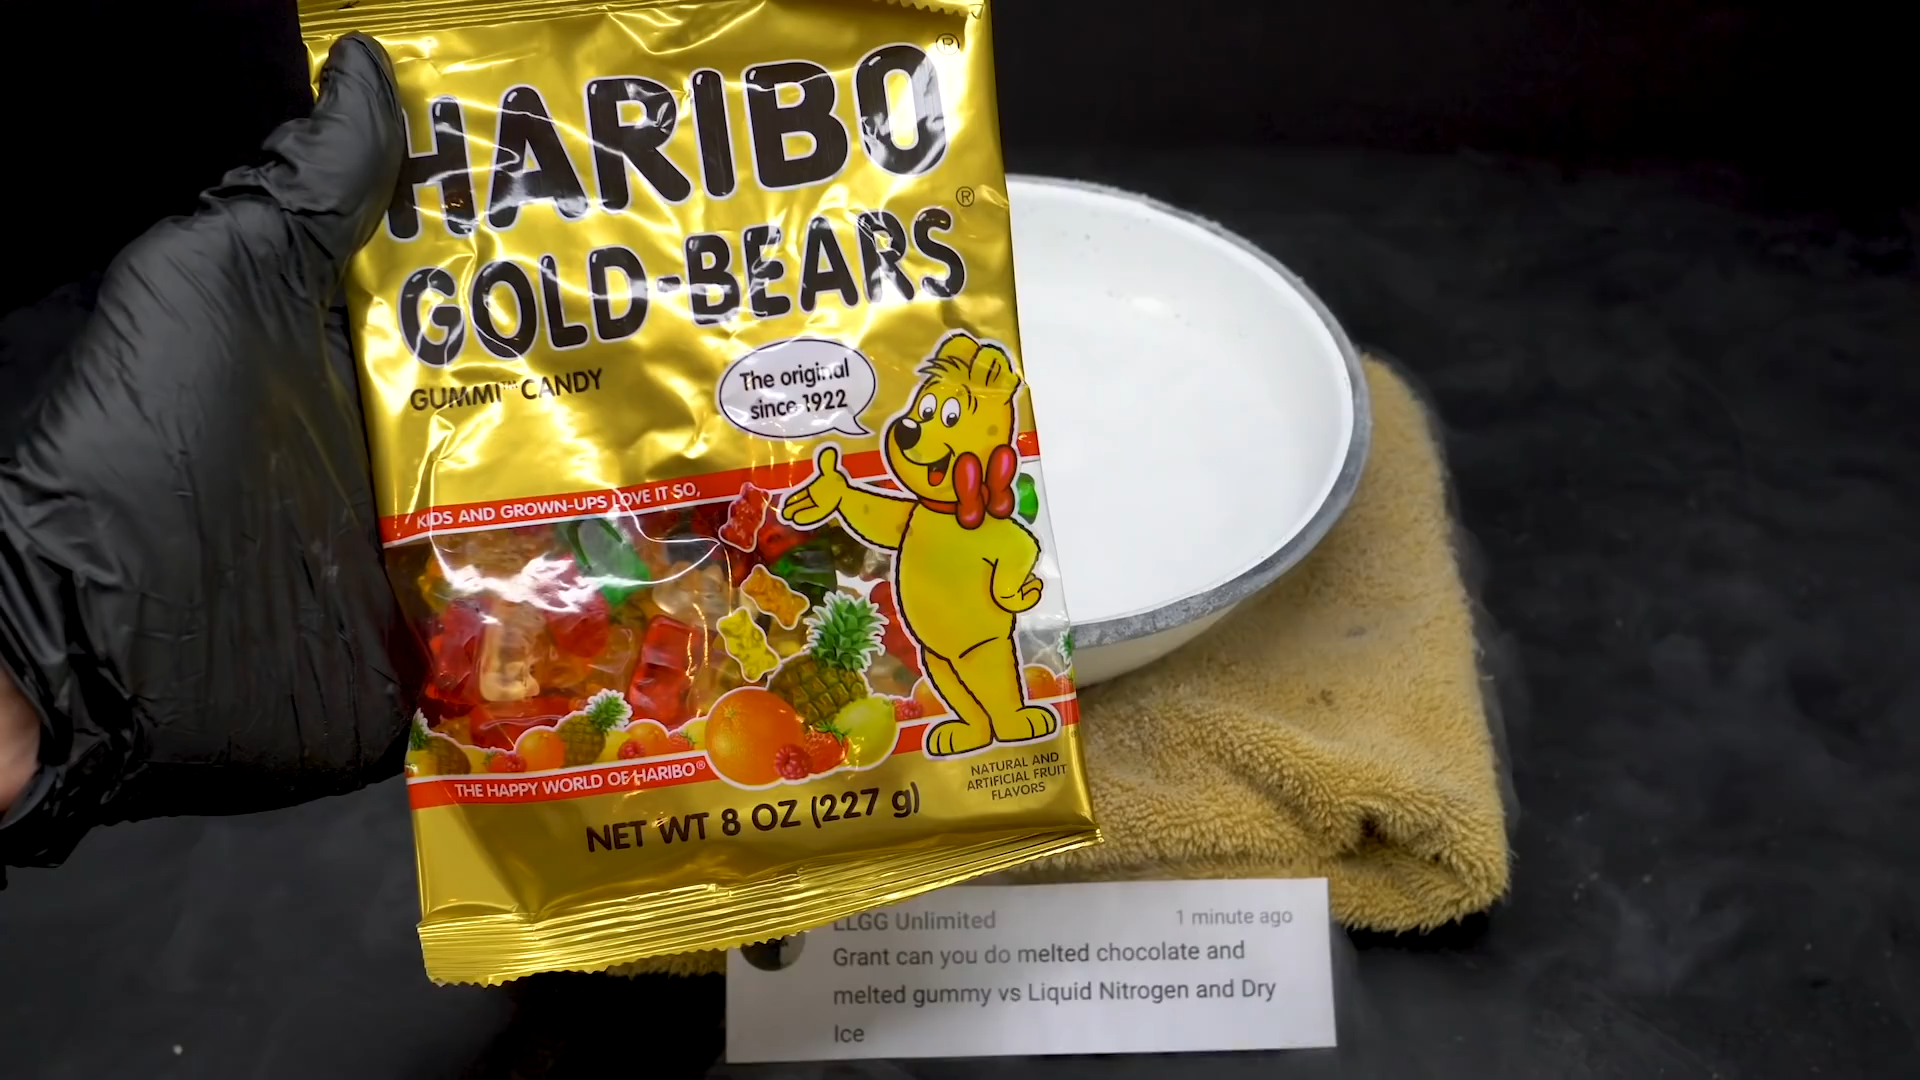 HARIBO®
GOLD-BEARS®
GUMMI™ CANDY
The original
since 1922
KIDS AND GROWN-UPS LOVE IT SO,
THE HAPPY WORLD OF HARIBO®
NATURAL AND
ARTIFICIAL FRUIT
FLAVORS
NET WT 8 OZ (227 g)
LLGG Unlimited 1 minute ago
Grant can you do melted chocolate and
melted gummy vs Liquid Nitrogen and Dry
Ice